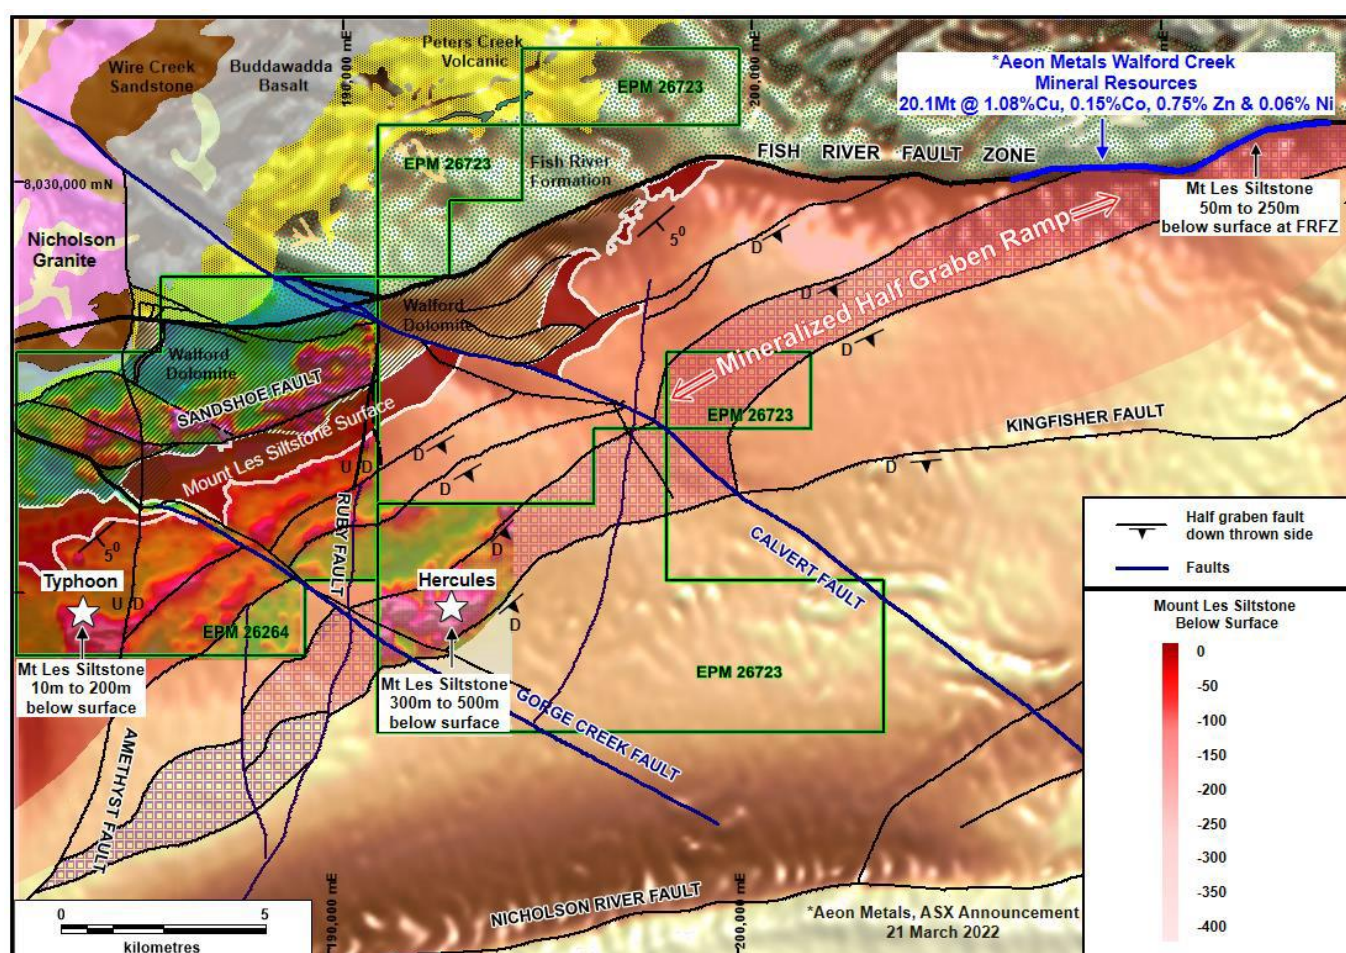 Wire Creek
Sandstone
Buddawadda
Basalt
190,000 mE
Peters Creek
Volcanic
EPM 26723
200,000 mE
*Aeon Metals Walford Creek
Mineral Resources
20.1Mt @ 1.08%Cu, 0.15%Co, 0.75% Zn & 0.06% Ni
EPM 26723
Fish River
Formation
FISH RIVER FAULT ZONE
8,030,000 mN
Mt Les Siltstone
50m to 250m
below surface at FRFZ
Nicholson
Granite
5⁰
D
Mineralized Half Graben Ramp
D
D
Walford
Dolomite
Walford
Dolomite
SANDSHOE FAULT
Mount Les Siltstone Surface
EPM 26723
KINGFISHER FAULT
U D
D
D
D
RUBY FAULT
5⁰
D
CALVERT FAULT
Typhoon
Hercules
U D
D
EPM 26264
EPM 26723
Mt Les Siltstone
10m to 200m
below surface
Mt Les Siltstone
300m to 500m
below surface
GORGE CREEK FAULT
AMETHYST FAULT
NICHOLSON RIVER FAULT
190,000 mE
200,000 mE
*Aeon Metals, ASX Announcement
21 March 2022
0 5
kilometres
Half graben fault
down thrown side
Faults
Mount Les Siltstone
Below Surface
0
-50
-100
-150
-200
-250
-300
-350
-400